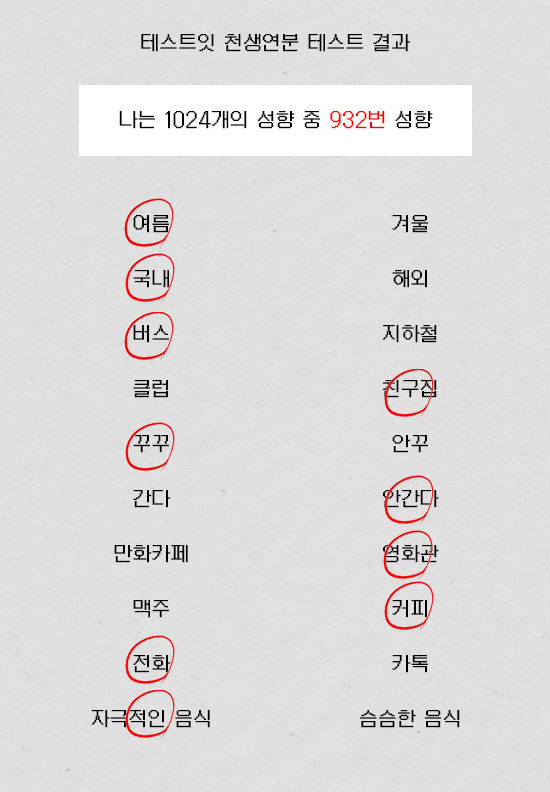 테스트잇 천생연분 테스트 결과
나는 1024개의 성향 중 932번 성향
여름 겨울
국내 해외
버스 지하철
클럽 친구집
꾸꾸 안꾸
간다 안간다
만화카페 영화관
맥주 커피
전화 카톡
자극적인 음식 슴슴한 음식